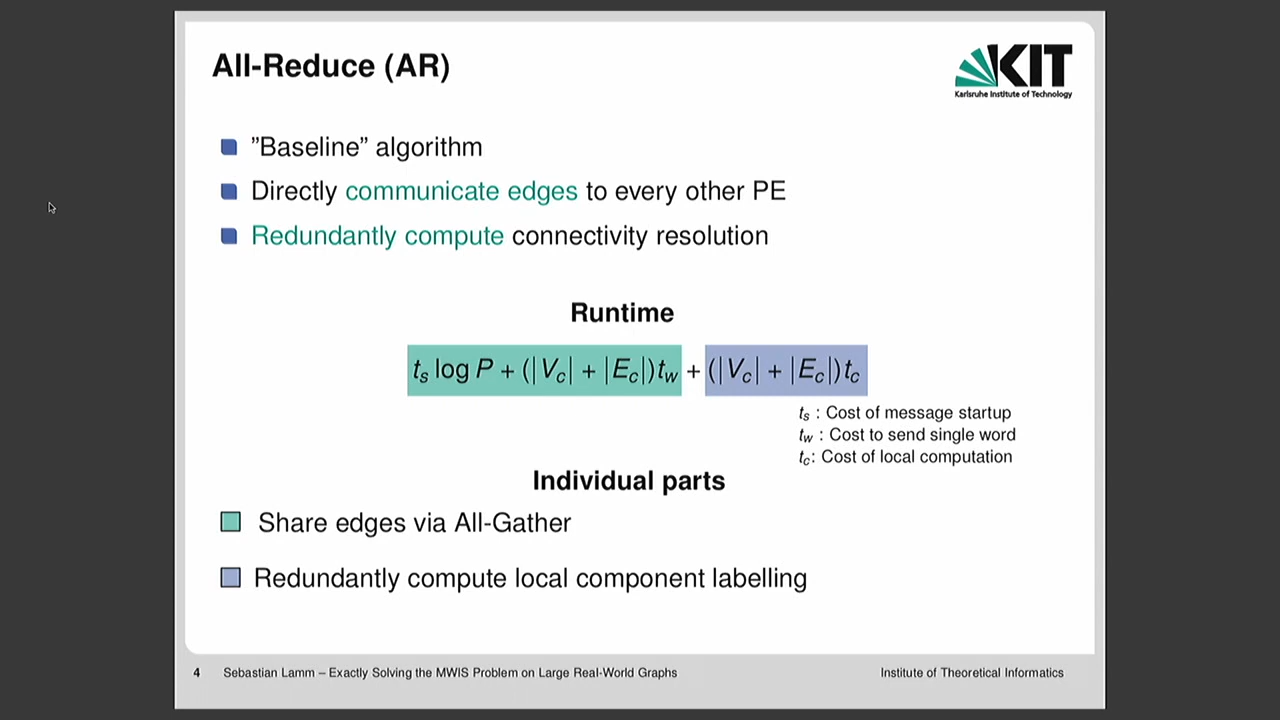 All-Reduce (AR)
KIT
Karlsruhe Institute of Technology
"Baseline" algorithm
Directly communicate edges to every other PE
Redundantly compute connectivity resolution
Runtime
t_s log P + (|V_c| + |E_c|)t_w + (|V_c| + |E_c|)t_c
t_s : Cost of message startup
t_w : Cost to send single word
t_c: Cost of local computation
Individual parts
Share edges via All-Gather
Redundantly compute local component labelling
4 Sebastian Lamm – Exactly Solving the MWIS Problem on Large Real-World Graphs Institute of Theoretical Informatics